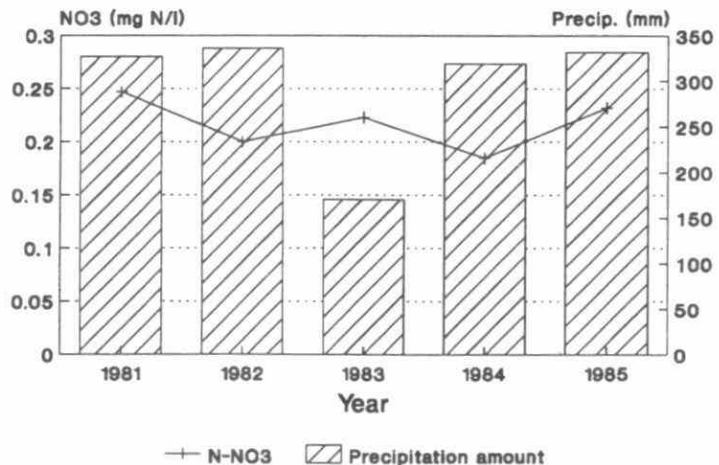 NO3 (mg N/l) Precip. (mm)
0.3 350
0.25 300
0.2 250
0.15 200
0.1 150
0.05 100
0 50
0
1981 1982 1983 1984 1985
Year
N-NO3 Precipitation amount